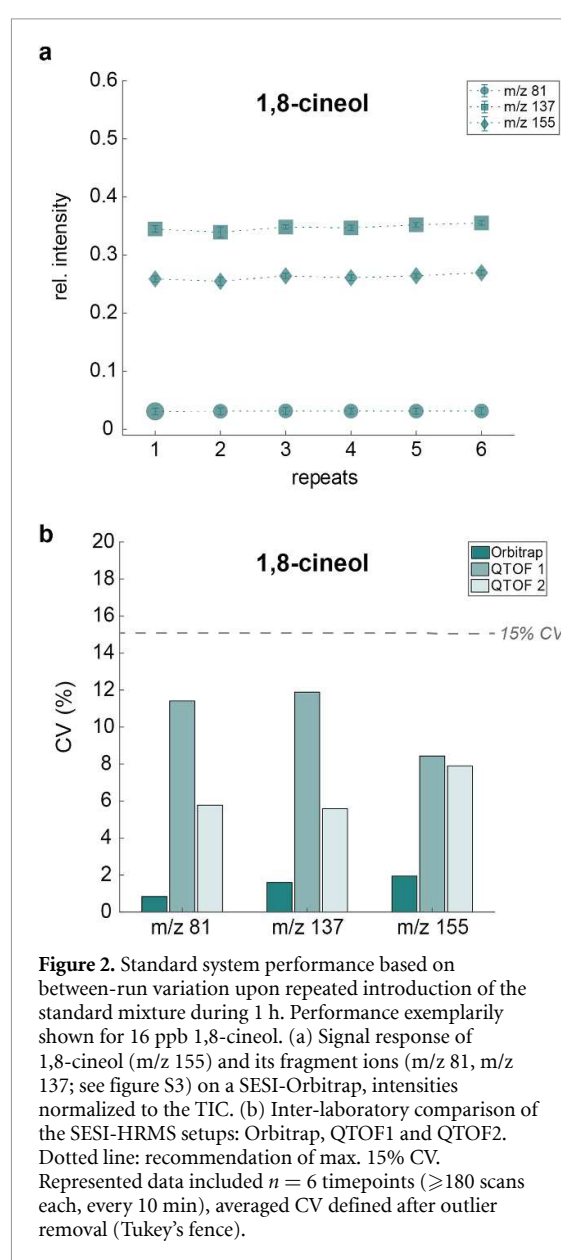 a
1,8-cineol
m/z 81
m/z 137
m/z 155
0.6
0.5
0.4
0.3
0.2
0.1
0
rel. intensity
1 2 3 4 5 6
repeats
b
1,8-cineol
Orbitrap
QTOF 1
QTOF 2
20
18
16
14
12
10
8
6
4
2
0
CV (%)
15% CV
m/z 81 m/z 137 m/z 155
Figure 2. Standard system performance based on
between-run variation upon repeated introduction of the
standard mixture during 1 h. Performance exemplarily
shown for 16 ppb 1,8-cineol. (a) Signal response of
1,8-cineol (m/z 155) and its fragment ions (m/z 81, m/z
137; see figure S3) on a SESI-Orbitrap, intensities
normalized to the TIC. (b) Inter-laboratory comparison of
the SESI-HRMS setups: Orbitrap, QTOF1 and QTOF2.
Dotted line: recommendation of max. 15% CV.
Represented data included n = 6 timepoints (⩾180 scans
each, every 10 min), averaged CV defined after outlier
removal (Tukey's fence).